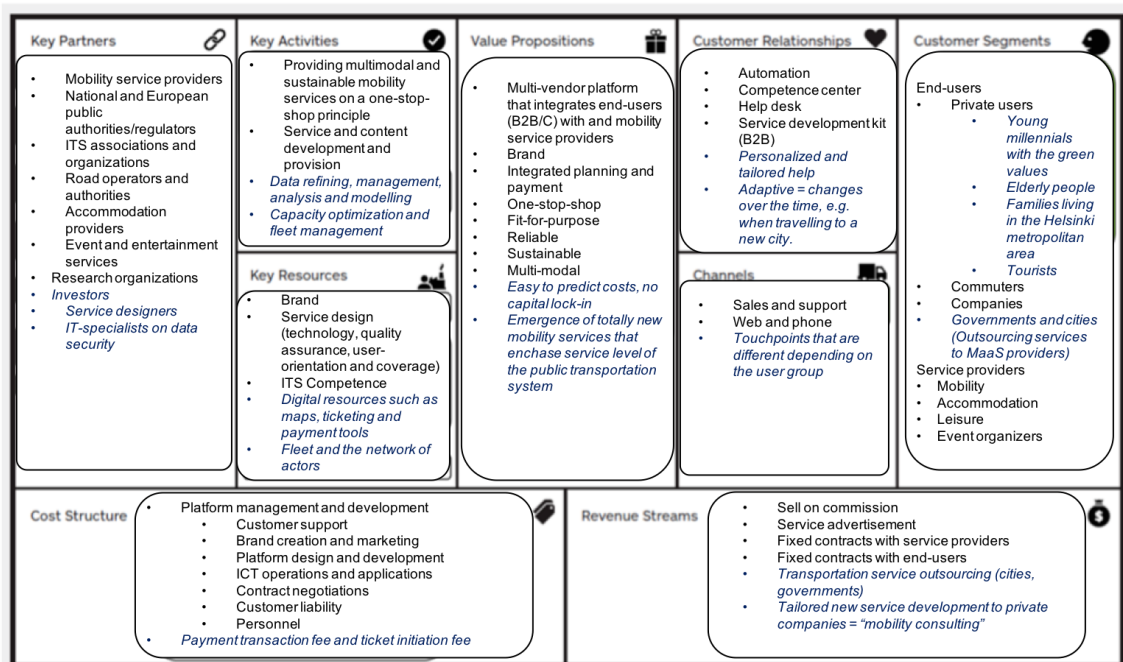 Key Partners
Mobility service providers
National and European
public
authorities/regulators
ITS associations and
organizations
Road operators and
authorities
Accommodation
providers
Event and entertainment
services
Research organizations
Investors
Service designers
IT-specialists on data
security
Key Activities
Providing multimodal and
sustainable mobility
services on a one-stop-
shop principle
Service and content
development and
provision
Data refining, management,
analysis and modelling
Capacity optimization and
fleet management
Key Resources
Brand
Service design
(technology, quality
assurance, user-
orientation and coverage)
ITS Competence
Digital resources such as
maps, ticketing and
payment tools
Fleet and the network of
actors
Value Propositions
Multi-vendor platform
that integrates end-users
(B2B/C) with and mobility
service providers
Brand
Integrated planning and
payment
One-stop-shop
Fit-for-purpose
Reliable
Sustainable
Multi-modal
Easy to predict costs, no
capital lock-in
Emergence of totally new
mobility services that
enchase service level of
the public transportation
system
Customer Relationships
Automation
Competence center
Help desk
Service development kit
(B2B)
Personalized and
tailored help
Adaptive = changes
over the time, e.g.
when travelling to a
new city.
Channels
Sales and support
Web and phone
Touchpoints that are
different depending on
the user group
Customer Segments
End-users
Private users
Young
millennials
with the green
values
Elderly people
Families living
in the Helsinki
metropolitan
area
Tourists
Commuters
Companies
Governments and cities
(Outsourcing services
to MaaS providers)
Service providers
Mobility
Accommodation
Leisure
Event organizers
Cost Structure
Platform management and development
Customer support
Brand creation and marketing
Platform design and development
ICT operations and applications
Contract negotiations
Customer liability
Personnel
Payment transaction fee and ticket initiation fee
Revenue Streams
Sell on commission
Service advertisement
Fixed contracts with service providers
Fixed contracts with end-users
Transportation service outsourcing (cities,
governments)
Tailored new service development to private
companies = “mobility consulting”